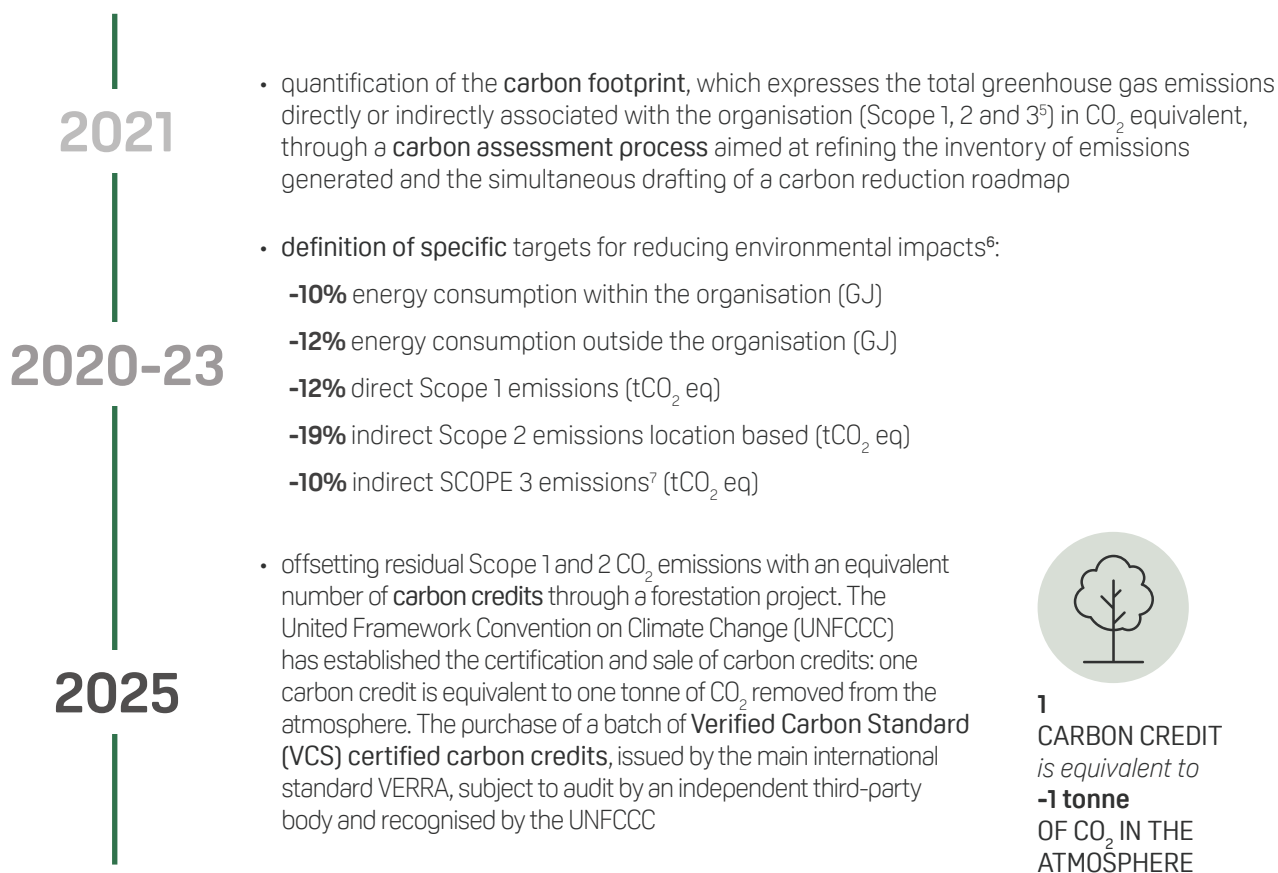 2021
• quantification of the carbon footprint, which expresses the total greenhouse gas emissions
directly or indirectly associated with the organisation (Scope 1, 2 and 3⁵) in CO₂ equivalent,
through a carbon assessment process aimed at refining the inventory of emissions
generated and the simultaneous drafting of a carbon reduction roadmap
2020-23
• definition of specific targets for reducing environmental impacts⁶:
-10% energy consumption within the organisation (GJ)
-12% energy consumption outside the organisation (GJ)
-12% direct Scope 1 emissions (tCO₂ eq)
-19% indirect Scope 2 emissions location based (tCO₂ eq)
-10% indirect SCOPE 3 emissions⁷ (tCO₂ eq)
2025
• offsetting residual Scope 1 and 2 CO₂ emissions with an equivalent
number of carbon credits through a forestation project. The
United Framework Convention on Climate Change (UNFCCC)
has established the certification and sale of carbon credits: one
carbon credit is equivalent to one tonne of CO₂ removed from the
atmosphere. The purchase of a batch of Verified Carbon Standard
(VCS) certified carbon credits, issued by the main international
standard VERRA, subject to audit by an independent third-party
body and recognised by the UNFCCC
1
CARBON CREDIT
is equivalent to
-1 tonne
OF CO₂ IN THE
ATMOSPHERE